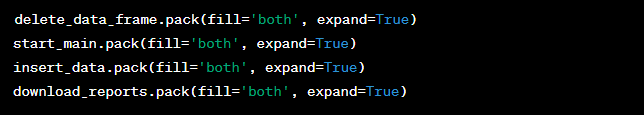 delete_data_frame.pack(fill='both', expand=True)
start_main.pack(fill='both', expand=True)
insert_data.pack(fill='both', expand=True)
download_reports.pack(fill='both', expand=True)